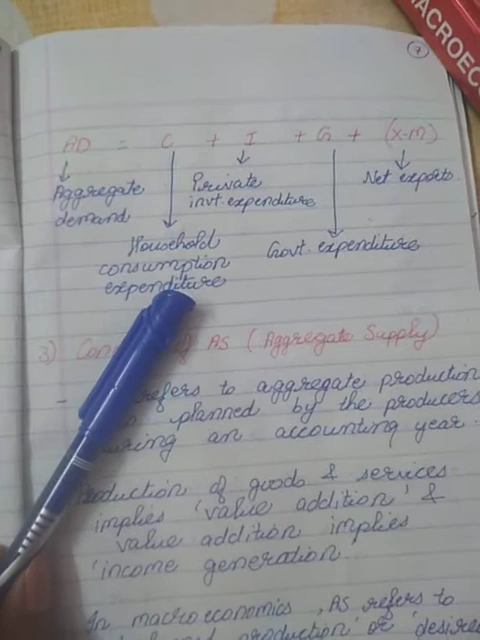 MACROECO
7
AD = C + I + G + (X-M)
Aggregate demand
Private invt expenditure
Net exports.
Household consumption expenditure
Govt. expenditure
3) Con AS (Aggregate Supply)
- refers to aggregate production
planned by the producers
during an accounting year.
Production of goods & services
implies 'value addition' &
value addition implies
'income generation.
In macroeconomics, AS refers to
production' or 'desired